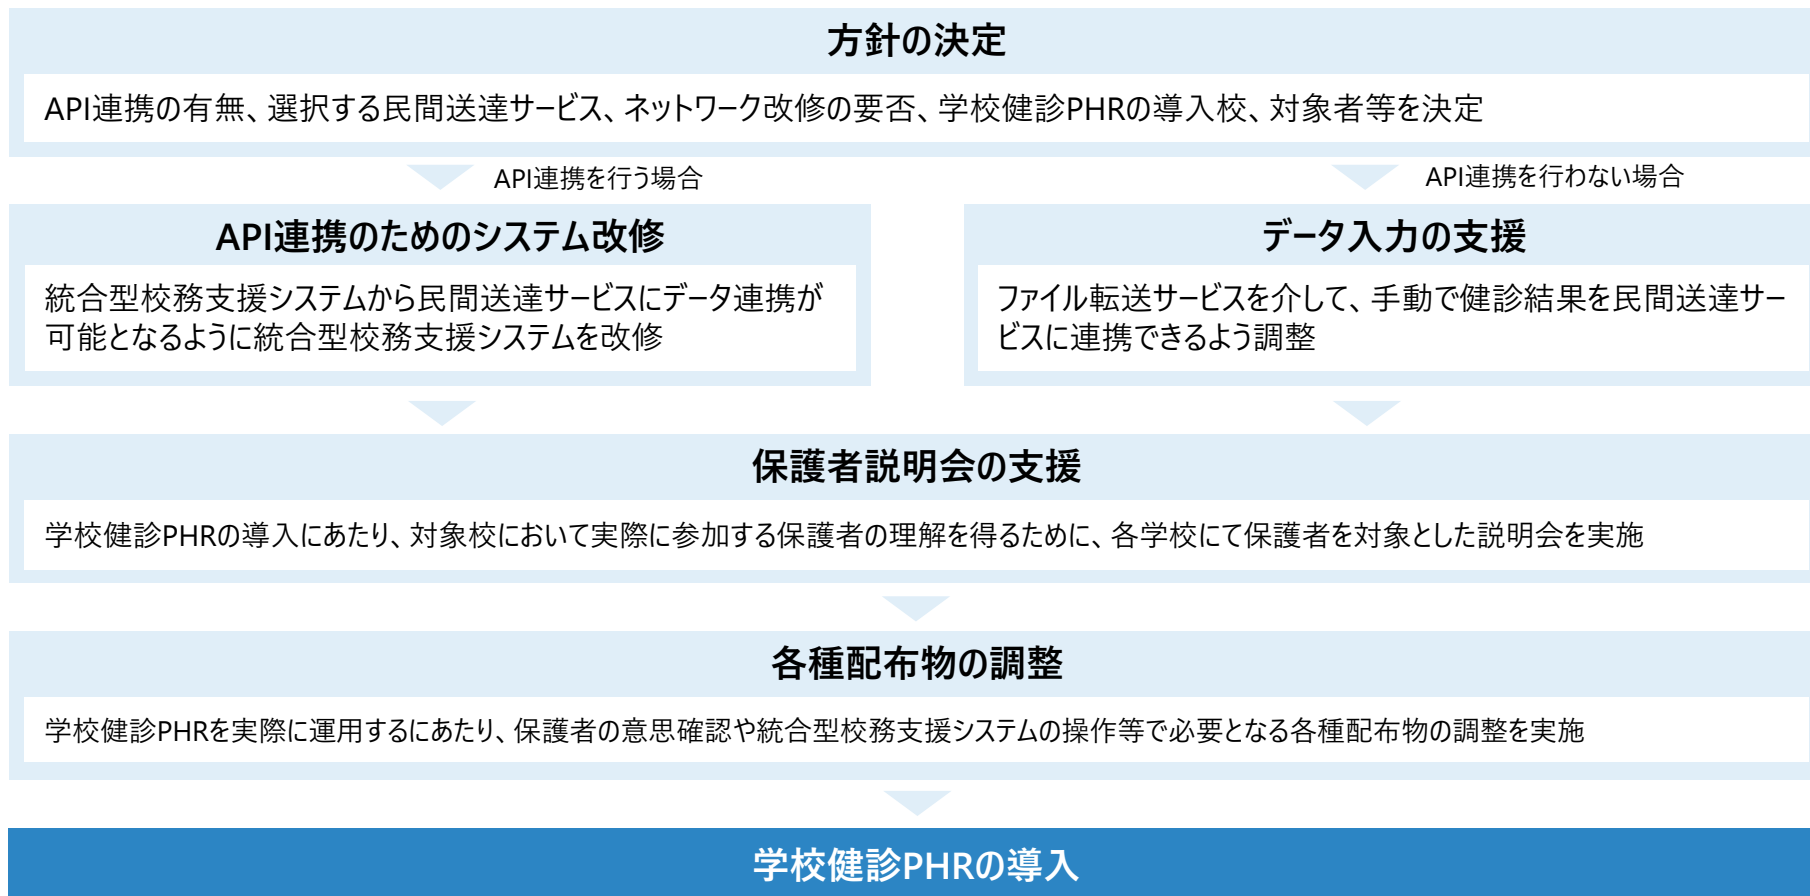 方針の決定
API連携の有無、選択する民間送達サービス、ネットワーク改修の要否、学校健診PHRの導入校、対象者等を決定
API連携を行う場合
API連携を行わない場合
API連携のためのシステム改修
統合型校務支援システムから民間送達サービスにデータ連携が
可能となるように統合型校務支援システムを改修
データ入力の支援
ファイル転送サービスを介して、手動で健診結果を民間送達サー
ビスに連携できるよう調整
保護者説明会の支援
学校健診PHRの導入にあたり、対象校において実際に参加する保護者の理解を得るために、各学校にて保護者を対象とした説明会を実施
各種配布物の調整
学校健診PHRを実際に運用するにあたり、保護者の意思確認や統合型校務支援システムの操作等で必要となる各種配布物の調整を実施
学校健診PHRの導入